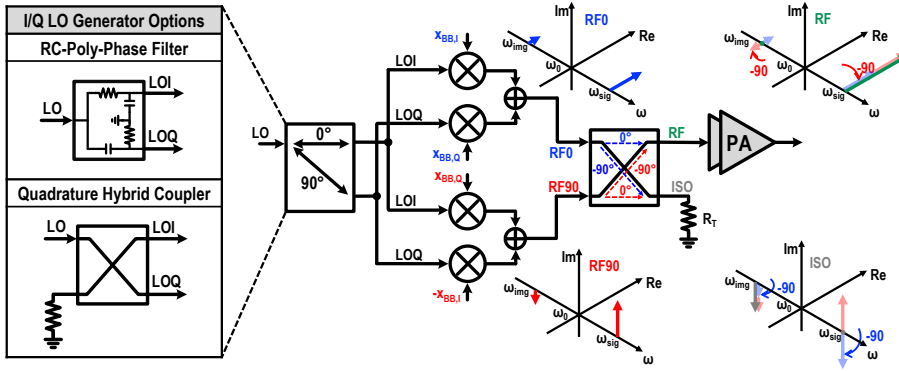 I/Q LO Generator Options
RC-Poly-Phase Filter
LO
LOI
LOQ
Quadrature Hybrid Coupler
LO
LOI
LOQ
LO
0°
90°
xBB,I
LOI
LOQ
xBB,Q
xBB,Q
LOI
LOQ
-xBB,I
RF0
RF90
0°
-90°
-90°
0°
RF
ISO
RT
PA
Im
RF0
Re
ωimg
ω0
ωsig
ω
Im
RF
Re
ωimg
-90
ω0
-90
ωsig
ω
Im
RF90
Re
ωimg
ω0
ωsig
ω
Im
ISO
Re
ωimg
-90
ω0
ωsig
-90
ω